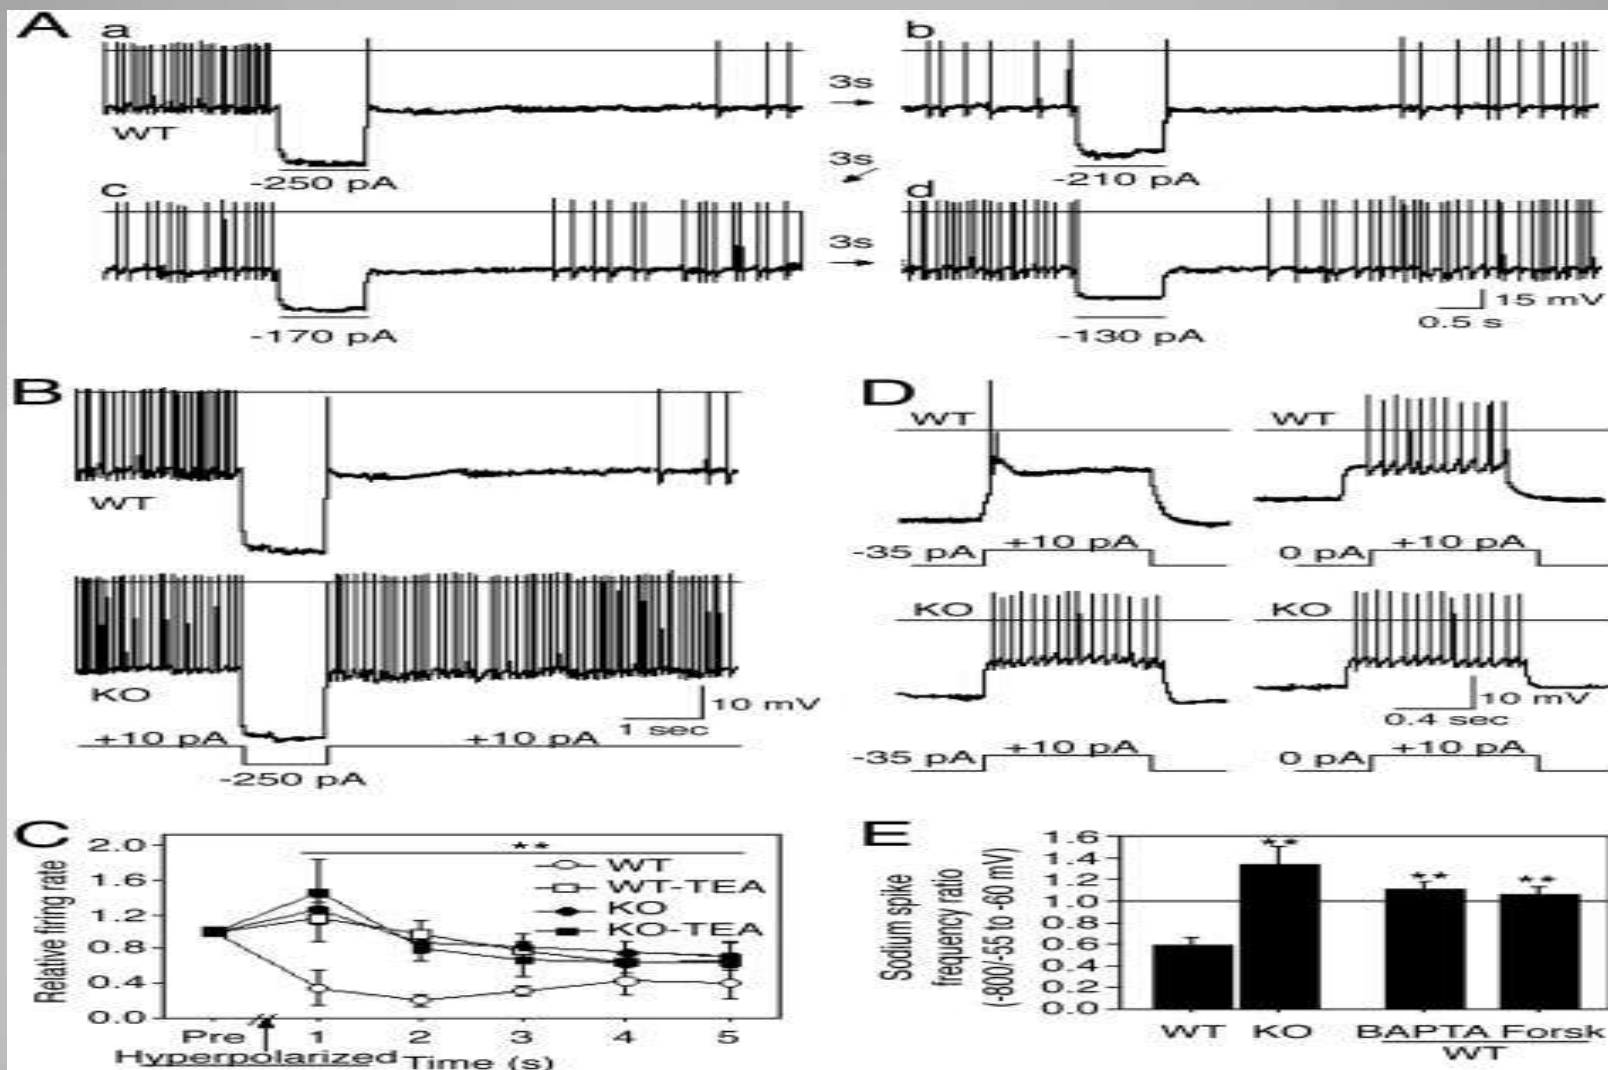 A
a
b
WT
3s
-250 pA
-210 pA
3s
c
d
3s
-170 pA
-130 pA
15 mV
0.5 s
B
WT
KO
10 mV
1 sec
+10 pA
+10 pA
-250 pA
D
WT
WT
-35 pA
+10 pA
0 pA
+10 pA
KO
KO
10 mV
0.4 sec
-35 pA
+10 pA
0 pA
+10 pA
C
Relative firing rate
2.0
1.6
1.2
0.8
0.4
0.0
**
WT
WT-TEA
KO
KO-TEA
Pre
1
2
3
4
5
Hyperpolarized
Time (s)
E
Sodium spike
frequency ratio
(-800/-55 to -60 mV)
1.6
1.4
1.2
1.0
0.8
0.6
0.4
0.2
0.0
**
**
**
WT
KO
BAPTA
Forsk
WT